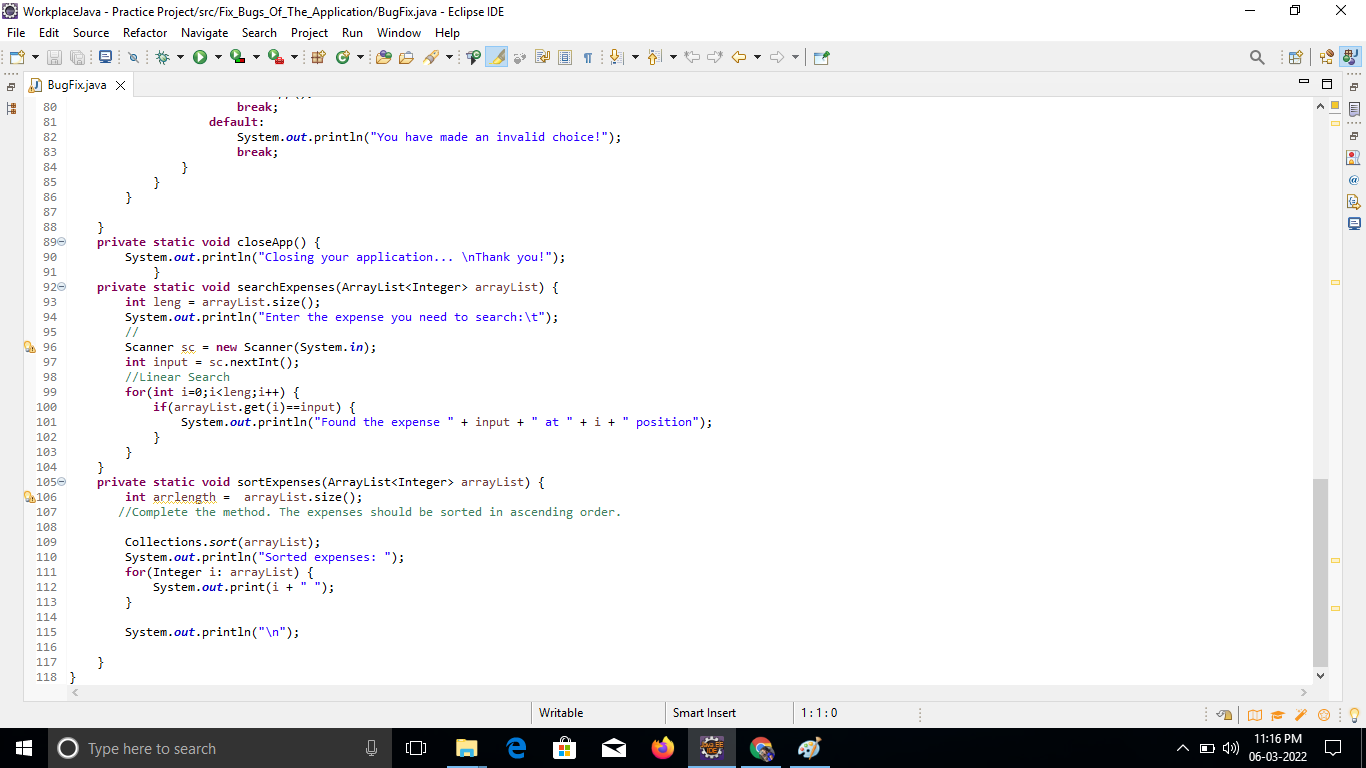 WorkplaceJava - Practice Project/src/Fix_Bugs_Of_The_Application/BugFix.java - Eclipse IDE
File Edit Source Refactor Navigate Search Project Run Window Help
BugFix.java
80 break;
81 default:
82 System.out.println("You have made an invalid choice!");
83 break;
84 }
85 }
86 }
87
88 }
89 private static void closeApp() {
90 System.out.println("Closing your application... \nThank you!");
91 }
92 private static void searchExpenses(ArrayList<Integer> arrayList) {
93 int leng = arrayList.size();
94 System.out.println("Enter the expense you need to search:\t");
95 //
96 Scanner sc = new Scanner(System.in);
97 int input = sc.nextInt();
98 //Linear Search
99 for(int i=0;i<leng;i++) {
100 if(arrayList.get(i)==input) {
101 System.out.println("Found the expense " + input + " at " + i + " position");
102 }
103 }
104 }
105 private static void sortExpenses(ArrayList<Integer> arrayList) {
106 int arrlength =  arrayList.size();
107 //Complete the method. The expenses should be sorted in ascending order.
108
109 Collections.sort(arrayList);
110 System.out.println("Sorted expenses: ");
111 for(Integer i: arrayList) {
112 System.out.print(i + " ");
113 }
114
115 System.out.println("\n");
116
117 }
118 }
Writable Smart Insert 1 : 1 : 0
Type here to search
11:16 PM
06-03-2022